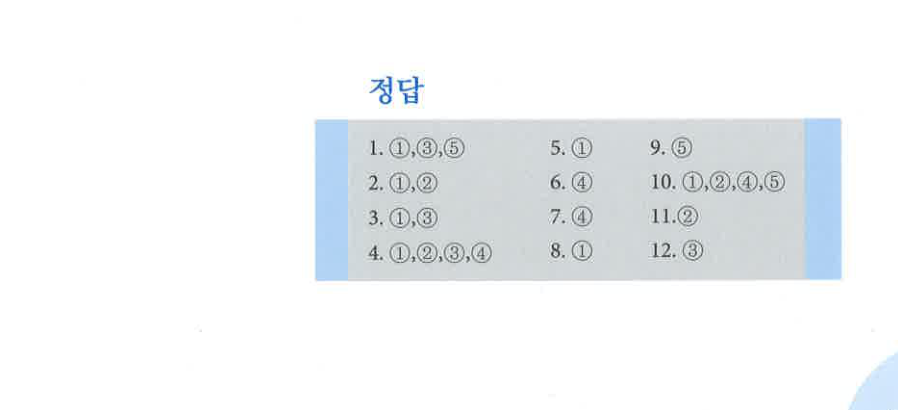 정답
1. ①,③,⑤ 5. ① 9. ⑤
2. ①,② 6. ④ 10. ①,②,④,⑤
3. ①,③ 7. ④ 11.②
4. ①,②,③,④ 8. ① 12. ③